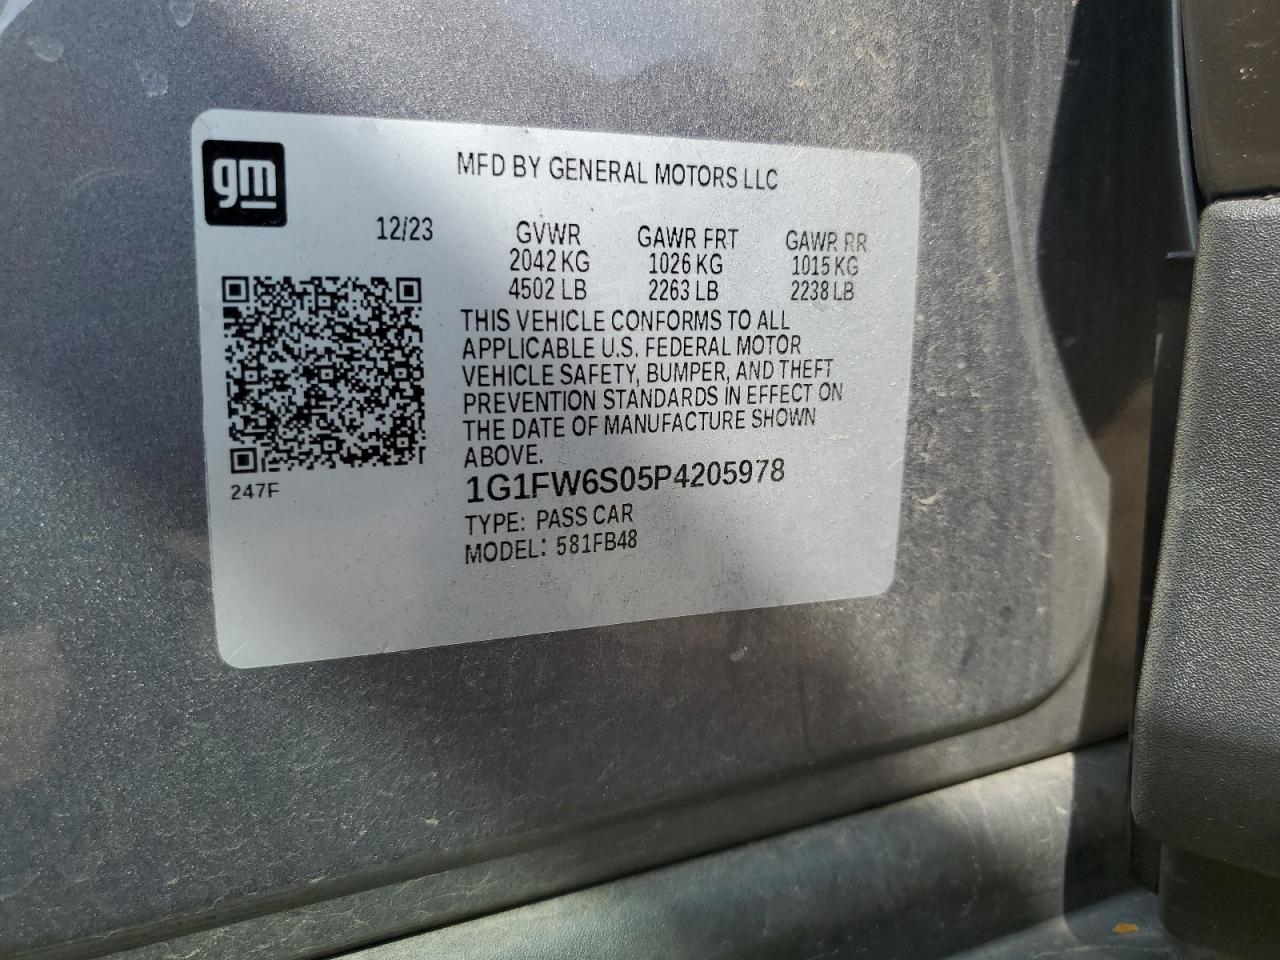 gm
MFD BY GENERAL MOTORS LLC
12/23 GVWR GAWR FRT GAWR RR
2042 KG 1026 KG 1015 KG
4502 LB 2263 LB 2238 LB
THIS VEHICLE CONFORMS TO ALL
APPLICABLE U.S. FEDERAL MOTOR
VEHICLE SAFETY, BUMPER, AND THEFT
PREVENTION STANDARDS IN EFFECT ON
THE DATE OF MANUFACTURE SHOWN
ABOVE.
247F
1G1FW6S05P4205978
TYPE: PASS CAR
MODEL: 581FB48